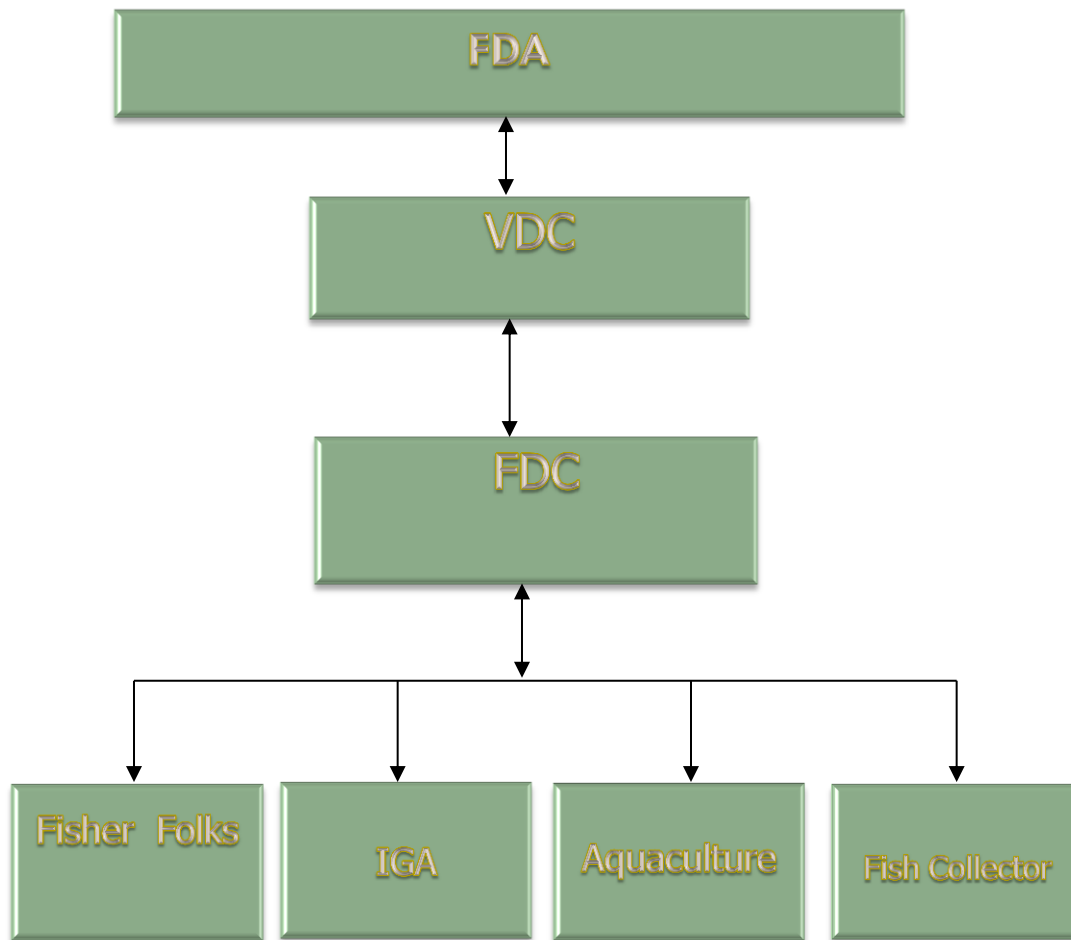 FDA
VDC
FDC
Fisher Folks
IGA
Aquaculture
Fish Collector